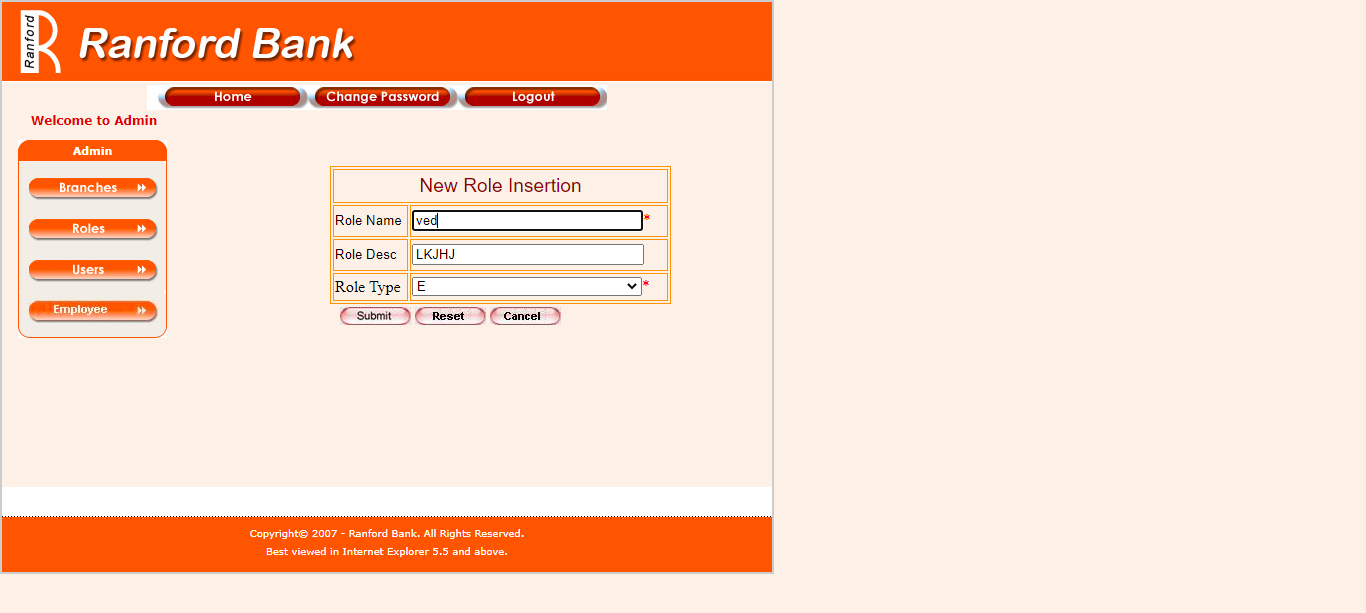 Ranford
Ranford Bank
Home
Change Password
Logout
Welcome to Admin
Admin
Branches
Roles
Users
Employee
New Role Insertion
Role Name ved *
Role Desc LKJHJ
Role Type E *
Submit Reset Cancel
Copyright© 2007 - Ranford Bank. All Rights Reserved.
Best viewed in Internet Explorer 5.5 and above.